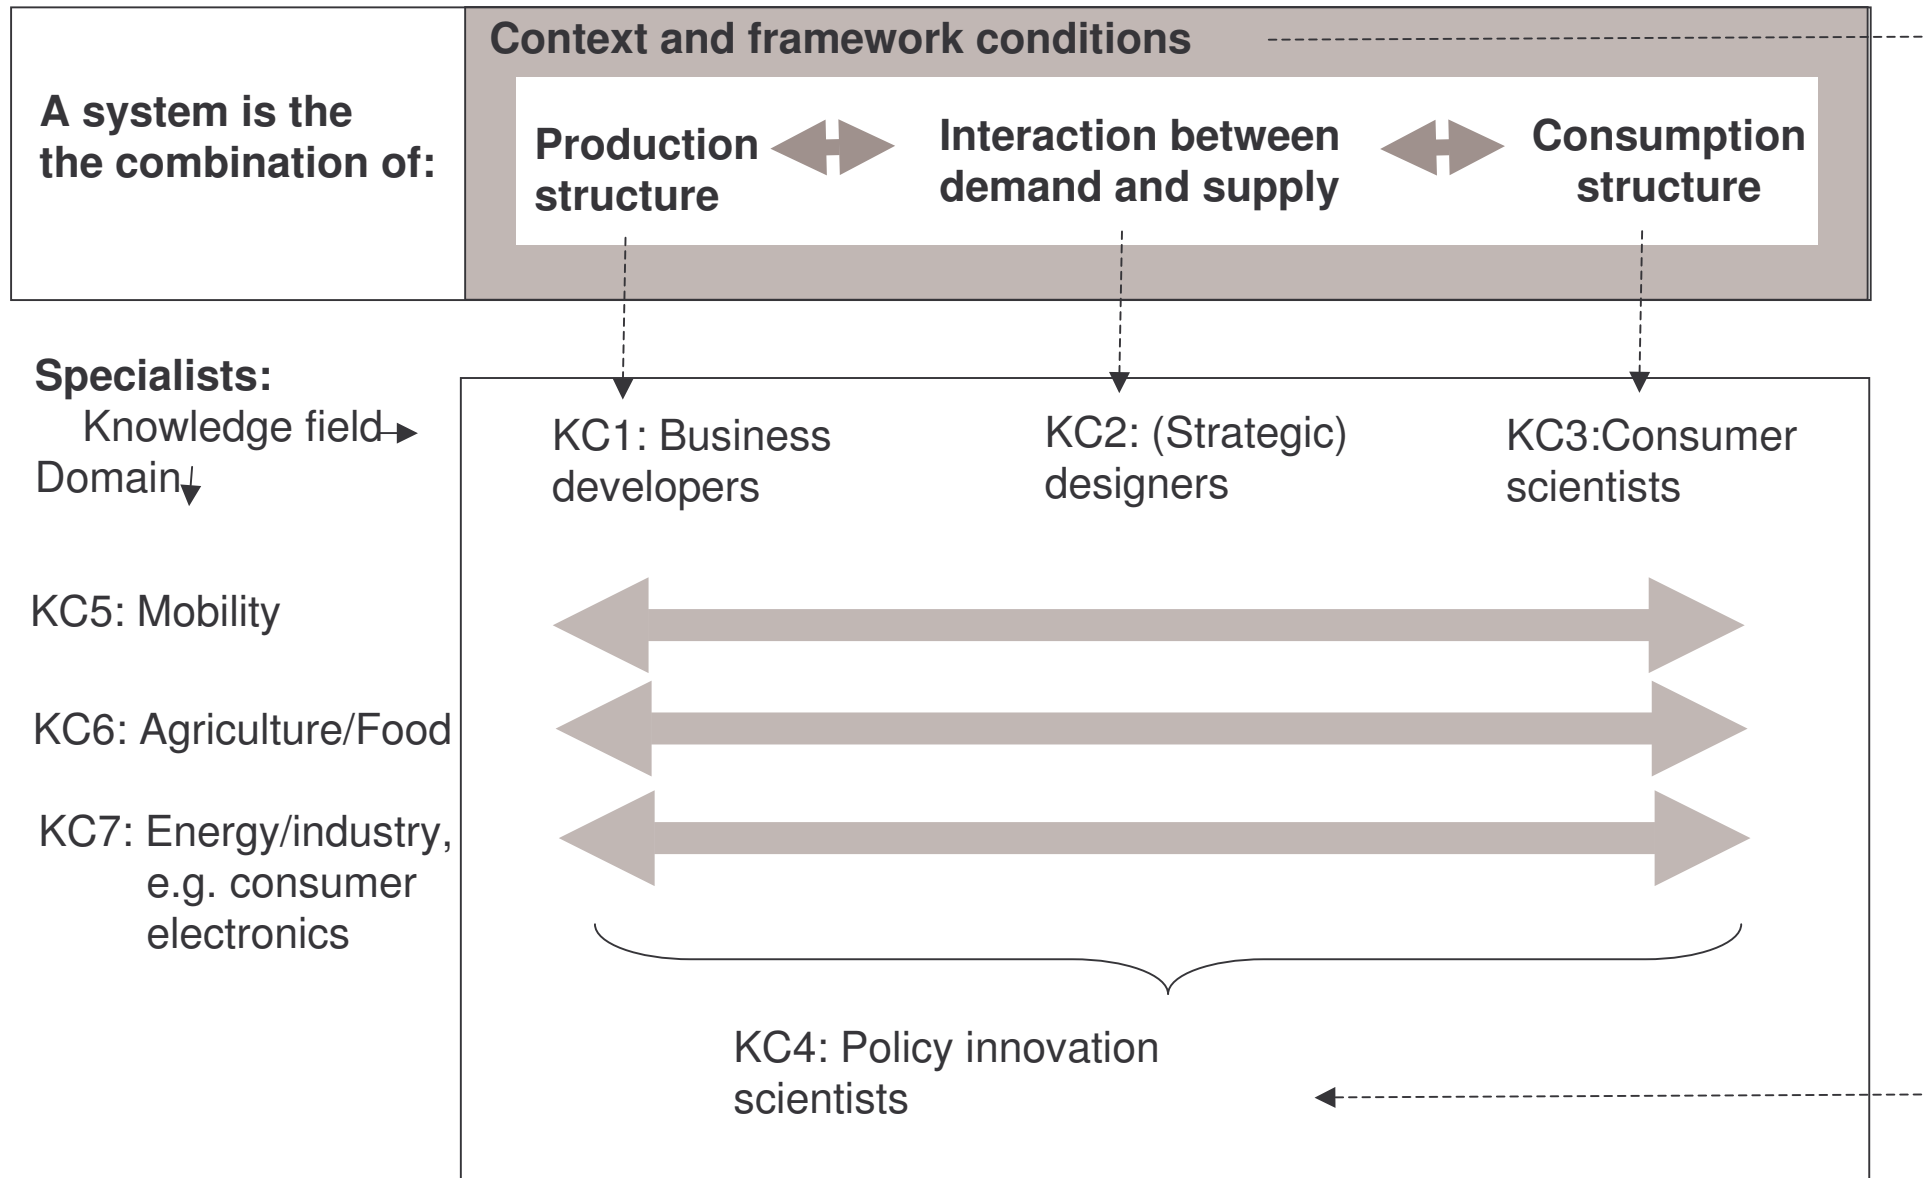 Context and framework conditions
A system is the
the combination of:
Production
structure
Interaction between
demand and supply
Consumption
structure
Specialists:
Knowledge field
Domain
KC1: Business
developers
KC2: (Strategic)
designers
KC3:Consumer
scientists
KC5: Mobility
KC6: Agriculture/Food
KC7: Energy/industry,
e.g. consumer
electronics
KC4: Policy innovation
scientists